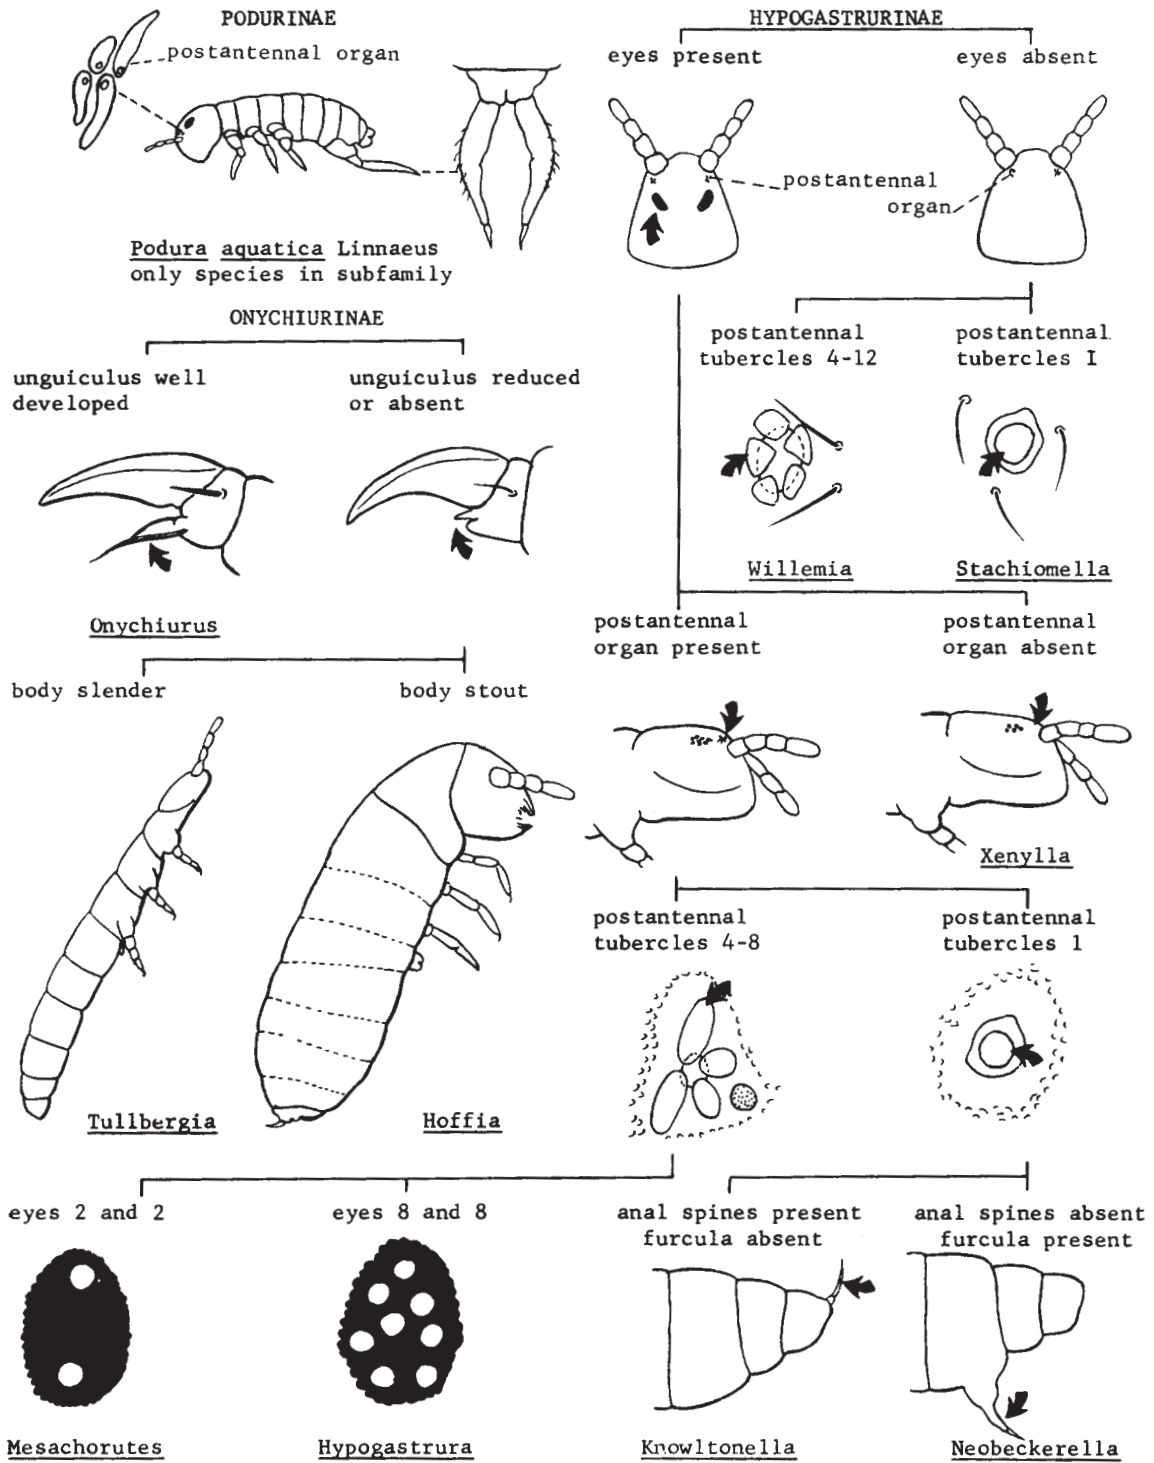 PODURINAE
postantennal organ
Podura aquatica Linnaeus
only species in subfamily
HYPOGASTRURINAE
eyes present
eyes absent
postantennal
organ
ONYCHIURINAE
unguiculus well
developed
unguiculus reduced
or absent
Onychiurus
postantennal
tubercles 4-12
postantennal
tubercles I
Willemia
Stachiomella
body slender
body stout
Tullbergia
Hoffia
postantennal
organ present
postantennal
organ absent
Xenylla
postantennal
tubercles 4-8
postantennal
tubercles 1
eyes 2 and 2
eyes 8 and 8
anal spines present
furcula absent
anal spines absent
furcula present
Mesachorutes
Hypogastrura
Knowltonella
Neobeckerella